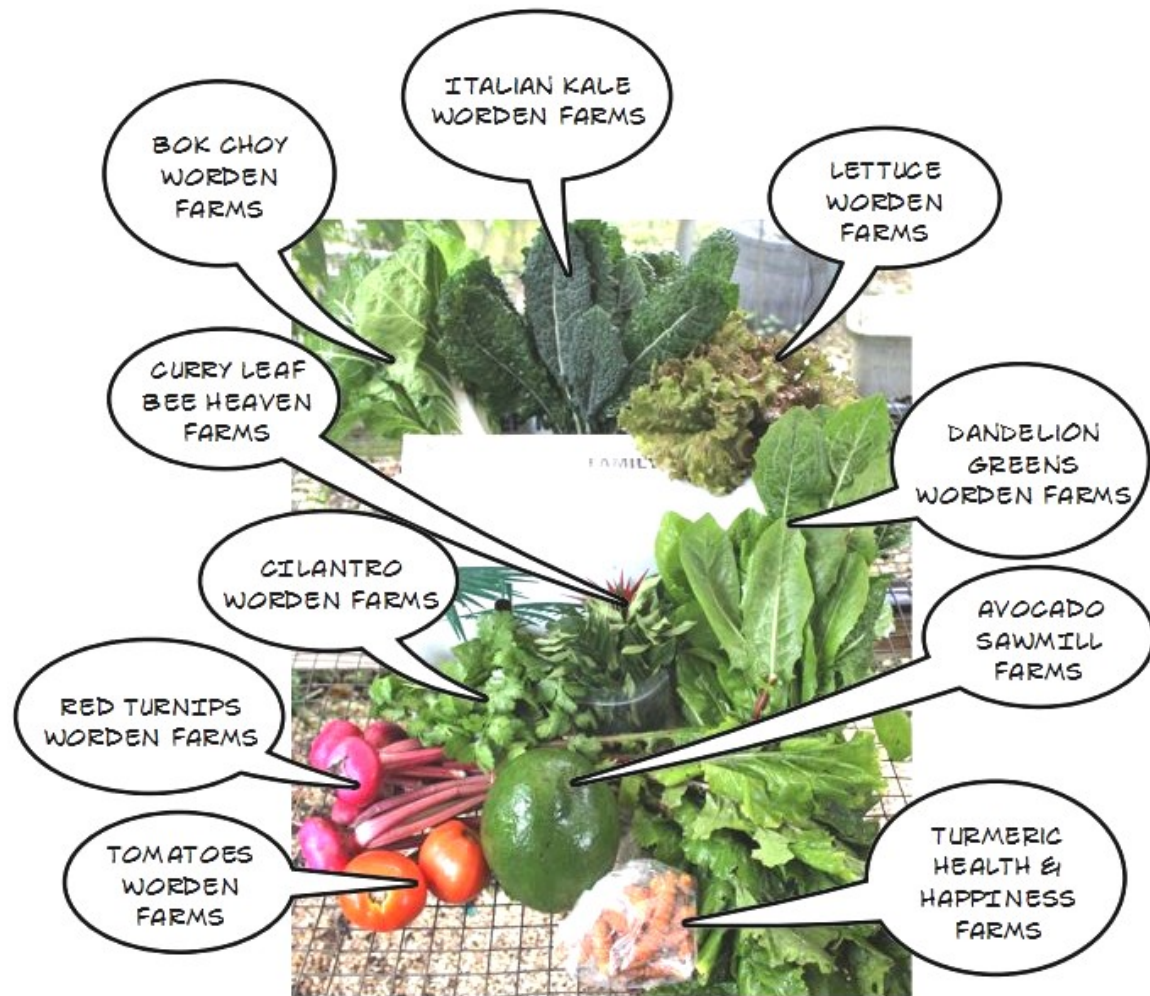 ITALIAN KALE
WORDEN FARMS
BOK CHOY
WORDEN
FARMS
LETTUCE
WORDEN
FARMS
CURRY LEAF
BEE HEAVEN
FARMS
FAMILY
DANDELION
GREENS
WORDEN FARMS
CILANTRO
WORDEN FARMS
AVOCADO
SAWMILL
FARMS
RED TURNIPS
WORDEN FARMS
TOMATOES
WORDEN
FARMS
TURMERIC
HEALTH &
HAPPINESS
FARMS